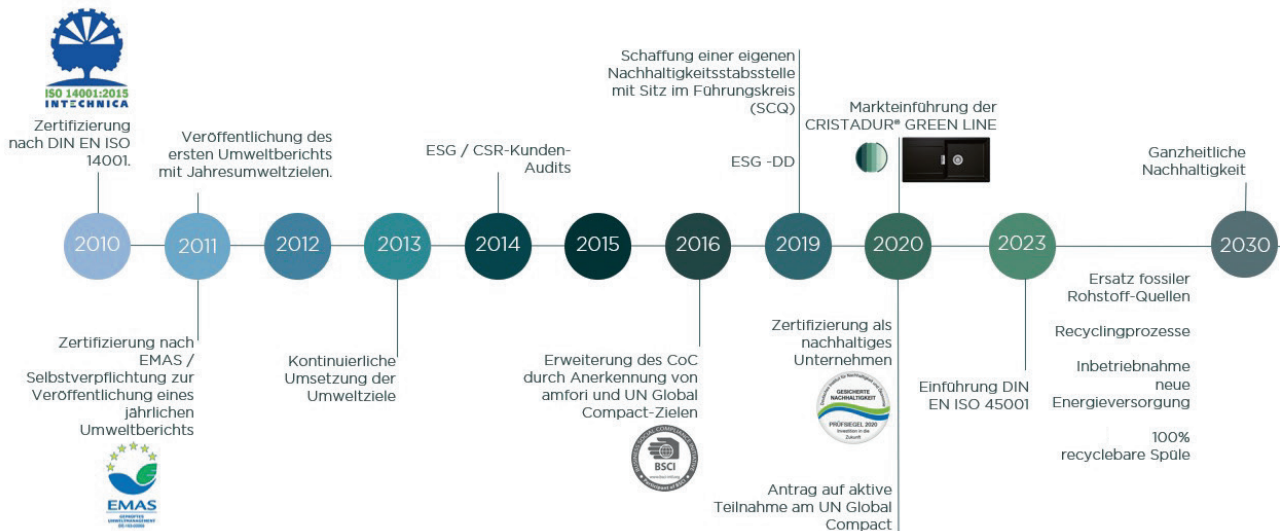 ISO 14001:2015
INTECHNICA
Zertifizierung
nach DIN EN ISO
14001.
Veröffentlichung des
ersten Umweltberichts
mit Jahresumweltzielen.
ESG / CSR-Kunden-
Audits
Schaffung einer eigenen
Nachhaltigkeitsstabsstelle
mit Sitz im Führungskreis
(SCQ)
ESG -DD
Markteinführung der
CRISTADUR® GREEN LINE
Ganzheitliche
Nachhaltigkeit
2010
2011
2012
2013
2014
2015
2016
2019
2020
2023
2030
Zertifizierung nach
EMAS /
Selbstverpflichtung zur
Veröffentlichung eines
jährlichen
Umweltberichts
EMAS
Kontinuierliche
Umsetzung der
Umweltziele
Erweiterung des CoC
durch Anerkennung von
amfori und UN Global
Compact-Zielen
BSCI
Zertifizierung als
nachhaltiges
Unternehmen
GESICHERTE
NACHHALTIGKEIT
PRÜFSIEGEL 2020
Investition in die
Zukunft
Antrag auf aktive
Teilnahme am UN Global
Compact
Einführung DIN
EN ISO 45001
Ersatz fossiler
Rohstoff-Quellen
Recyclingprozesse
Inbetriebnahme
neue
Energieversorgung
100%
recyclebare Spüle